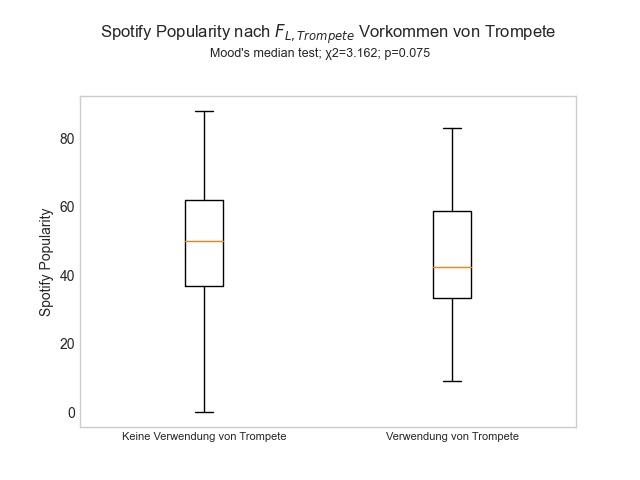 Spotify Popularity nach F_L,Trompete Vorkommen von Trompete
Mood's median test; χ2=3.162; p=0.075
Spotify Popularity
80
60
40
20
0
Keine Verwendung von Trompete
Verwendung von Trompete